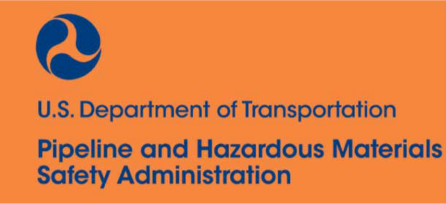 U.S. Department of Transportation
Pipeline and Hazardous Materials
Safety Administration